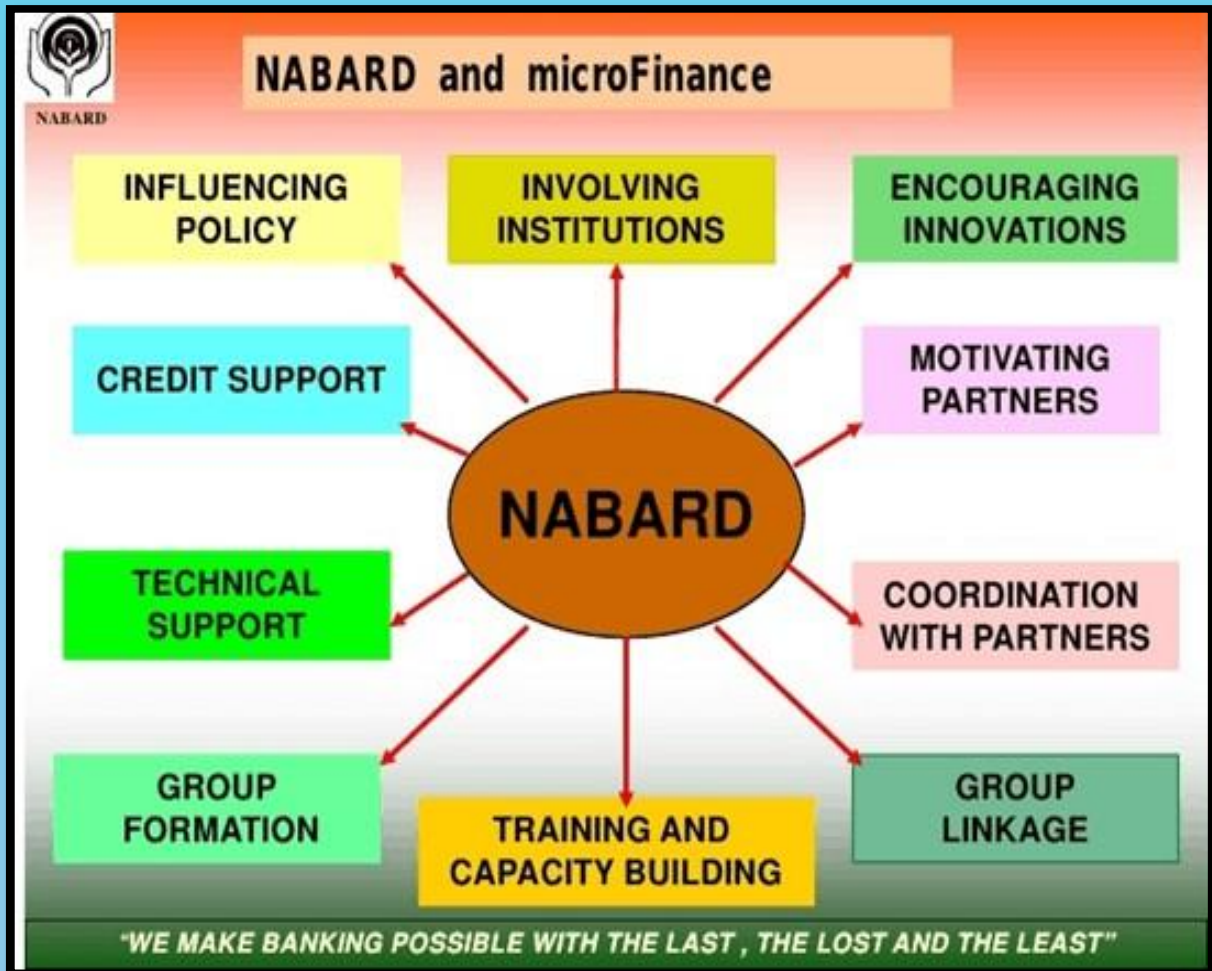 NABARD
NABARD and microFinance
INFLUENCING
POLICY
INVOLVING
INSTITUTIONS
ENCOURAGING
INNOVATIONS
CREDIT SUPPORT
MOTIVATING
PARTNERS
NABARD
TECHNICAL
SUPPORT
COORDINATION
WITH PARTNERS
GROUP
FORMATION
TRAINING AND
CAPACITY BUILDING
GROUP
LINKAGE
"WE MAKE BANKING POSSIBLE WITH THE LAST , THE LOST AND THE LEAST"